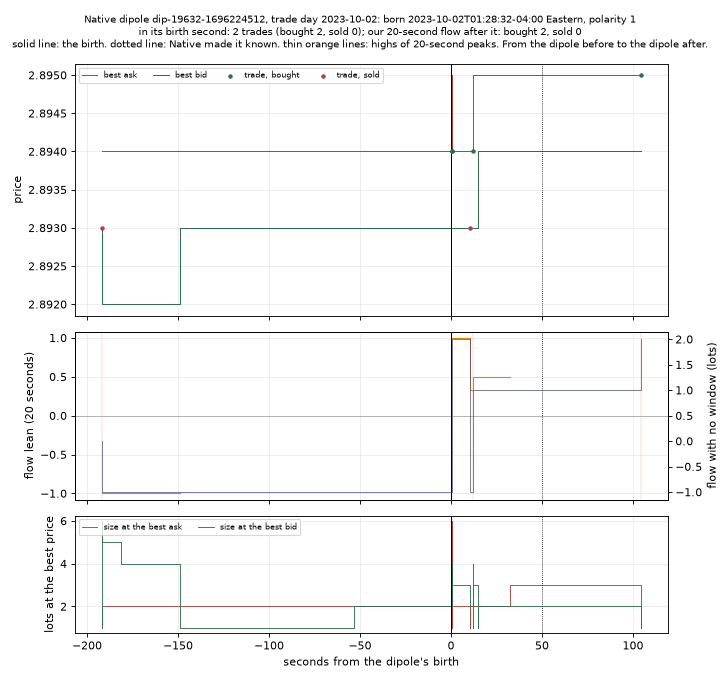 Native dipole dip-19632-1696224512, trade day 2023-10-02: born 2023-10-02T01:28:32-04:00 Eastern, polarity 1
in its birth second: 2 trades (bought 2, sold 0); our 20-second flow after it: bought 2, sold 0
solid line: the birth. dotted line: Native made it known. thin orange lines: highs of 20-second peaks. From the dipole before to the dipole after.
best ask best bid trade, bought trade, sold
2.8950
2.8945
2.8940
2.8935
2.8930
2.8925
2.8920
price
1.0
0.5
0.0
−0.5
−1.0
flow lean (20 seconds)
2.0
1.5
1.0
0.5
0.0
−0.5
−1.0
flow with no window (lots)
size at the best ask size at the best bid
6
4
2
lots at the best price
−200 −150 −100 −50 0 50 100
seconds from the dipole's birth